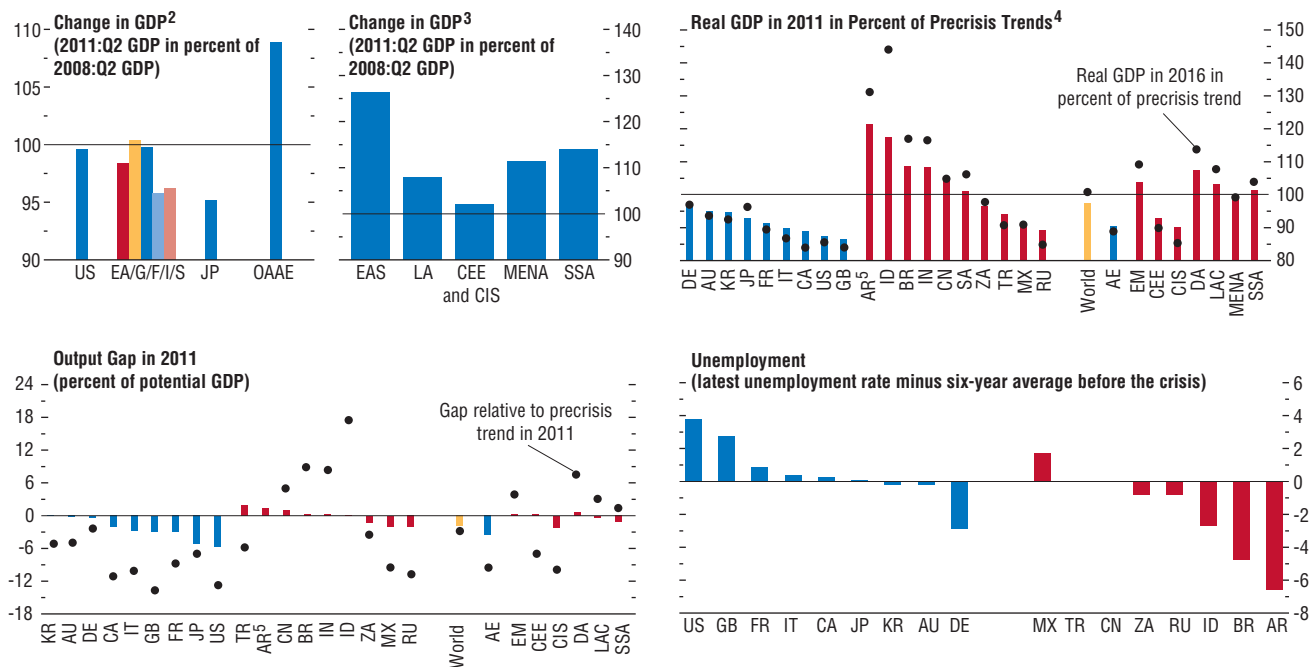 Change in GDP2
(2011:Q2 GDP in percent of
2008:Q2 GDP)
110
105
100
95
90
US EA/G/F/I/S JP OAAE
Change in GDP3
(2011:Q2 GDP in percent of
2008:Q2 GDP)
140
130
120
110
100
90
EAS LA CEE MENA SSA
and CIS
Real GDP in 2011 in Percent of Precrisis Trends4
Real GDP in 2016 in
percent of precrisis trend
150
140
130
120
110
100
90
80
DE AU KR JP FR IT CA US GB AR5 ID BR IN CN SA ZA TR MX RU World AE EM CEE CIS DA LAC MENA SSA
Output Gap in 2011
(percent of potential GDP)
Gap relative to precrisis
trend in 2011
24
18
12
6
0
-6
-12
-18
KR AU DE CA IT GB FR JP US TR AR5 CN BR IN ID ZA MX RU World AE EM CEE CIS DA LAC SSA
Unemployment
(latest unemployment rate minus six-year average before the crisis)
6
4
2
0
-2
-4
-6
-8
US GB FR IT CA JP KR AU DE MX TR CN ZA RU ID BR AR